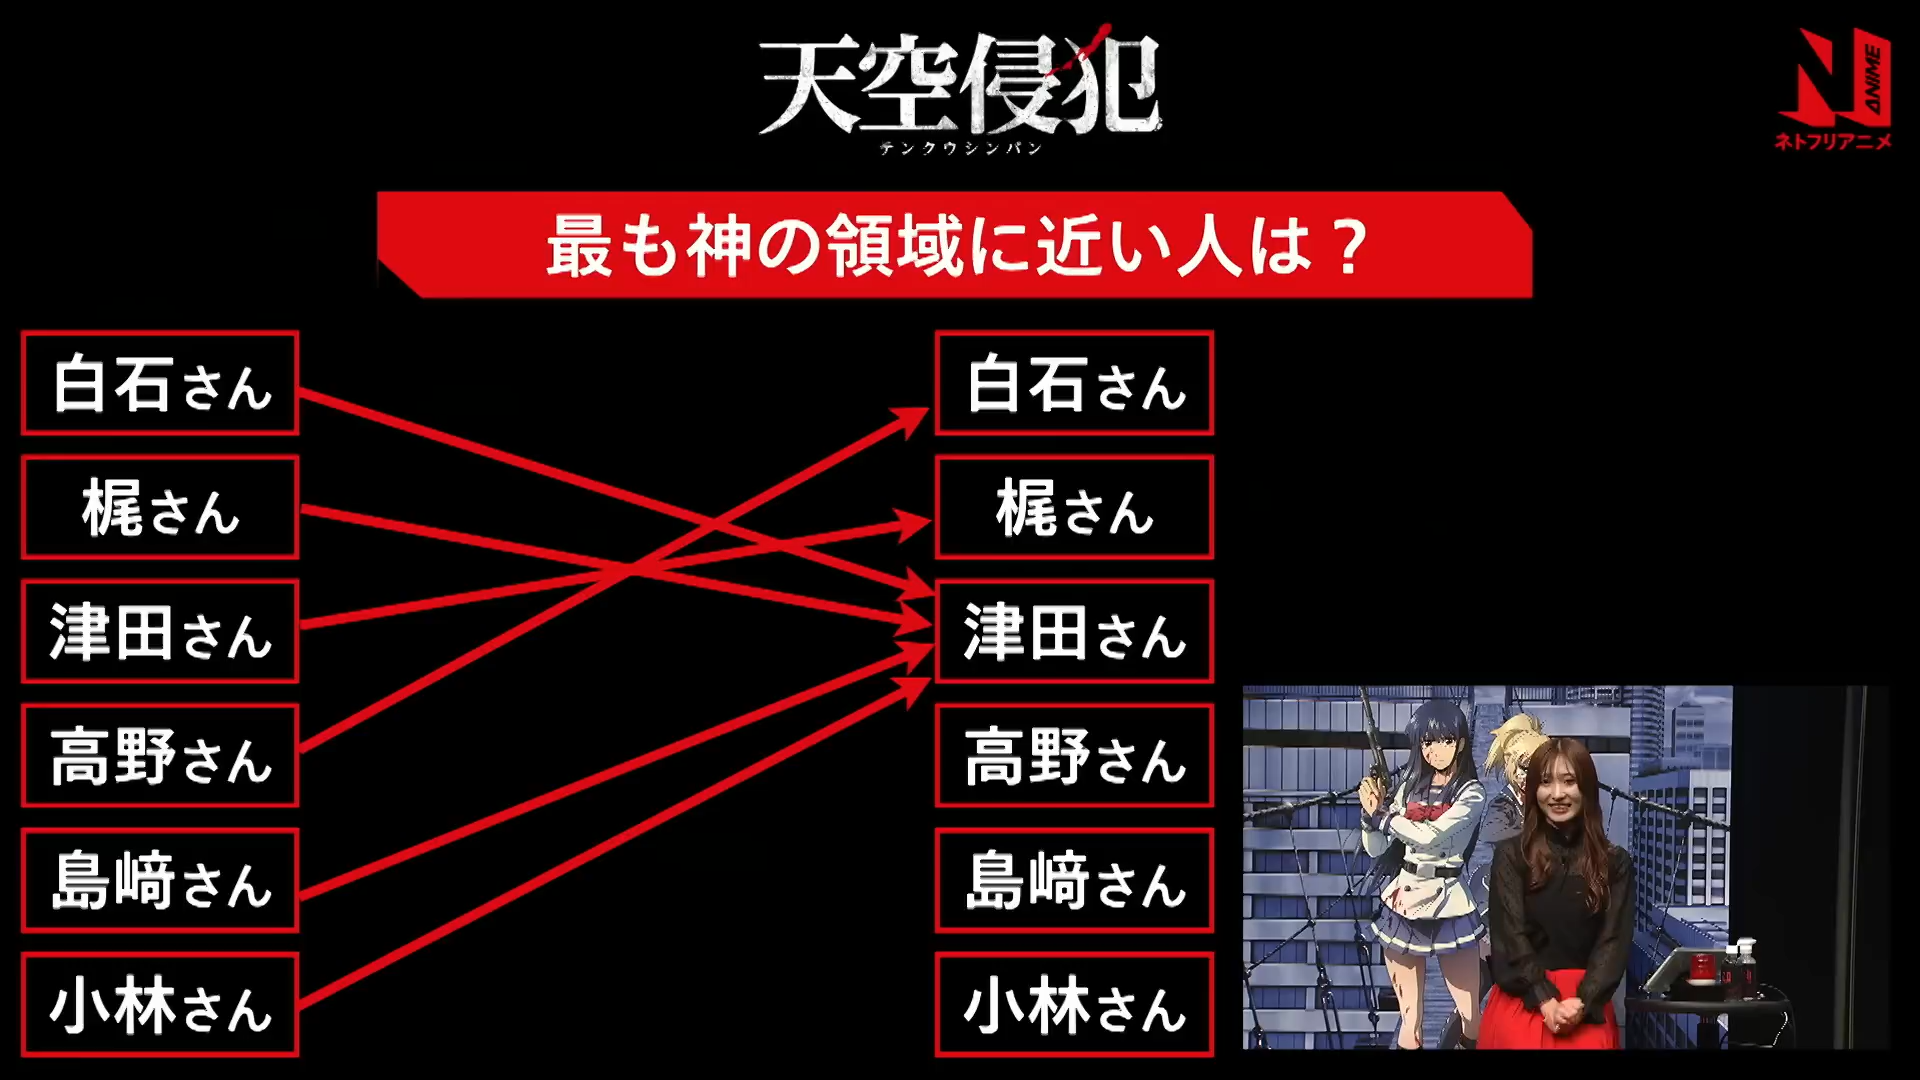 天空侵犯
テンクウシンパン
ANIME
ネトフリアニメ
最も神の領域に近い人は？
白石さん
梶さん
津田さん
高野さん
島﨑さん
小林さん
白石さん
梶さん
津田さん
高野さん
島﨑さん
小林さん